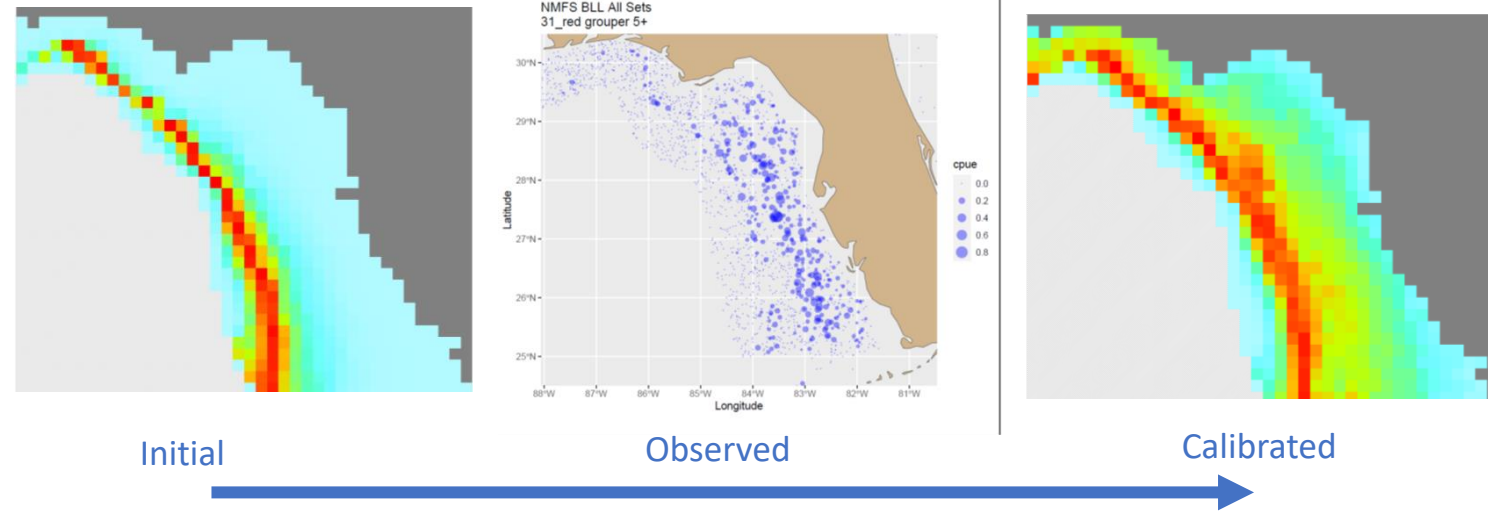 NMFS BLL All Sets
31_red grouper 5+
30°N
29°N
28°N
27°N
26°N
25°N
Latitude
88°W 87°W 86°W 85°W 84°W 83°W 82°W 81°W
Longitude
cpue
0.0
0.2
0.4
0.6
0.8
Initial
Observed
Calibrated